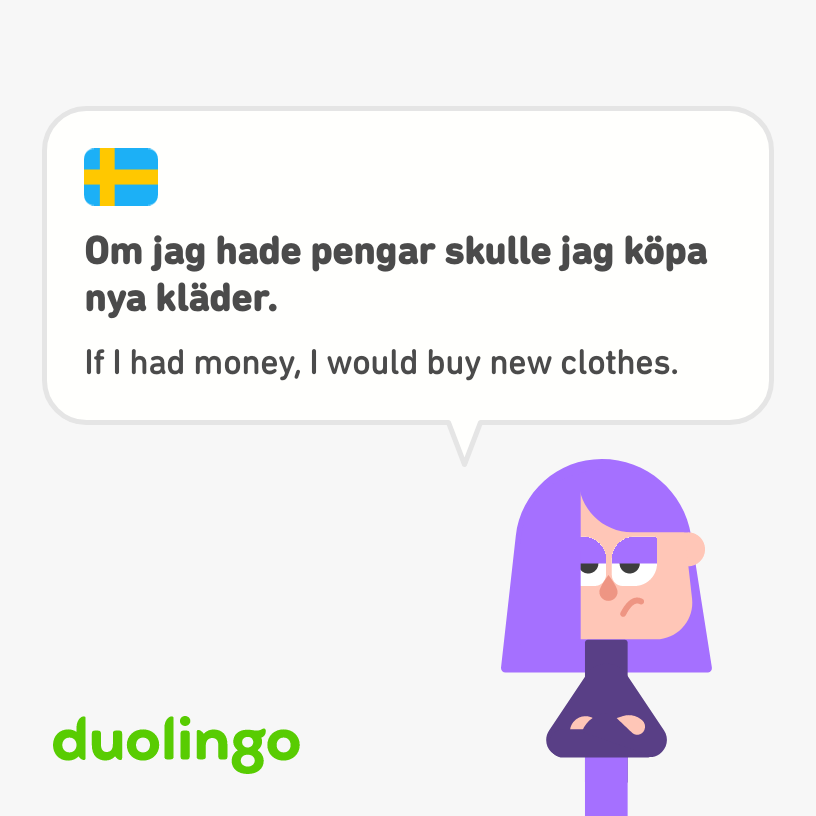 Om jag hade pengar skulle jag köpa
nya kläder.
If I had money, I would buy new clothes.
duolingo